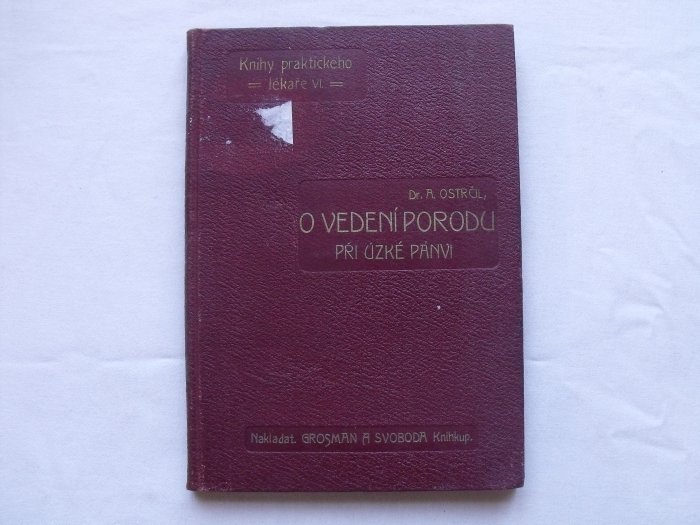 Knihy praktického
= lékaře VI. =
Dr. A. OSTRČIL,
O VEDENÍ PORODU
PŘI ÚZKÉ PÁNVI
Nakladat. GROSMAN A SVOBODA Knihkup.